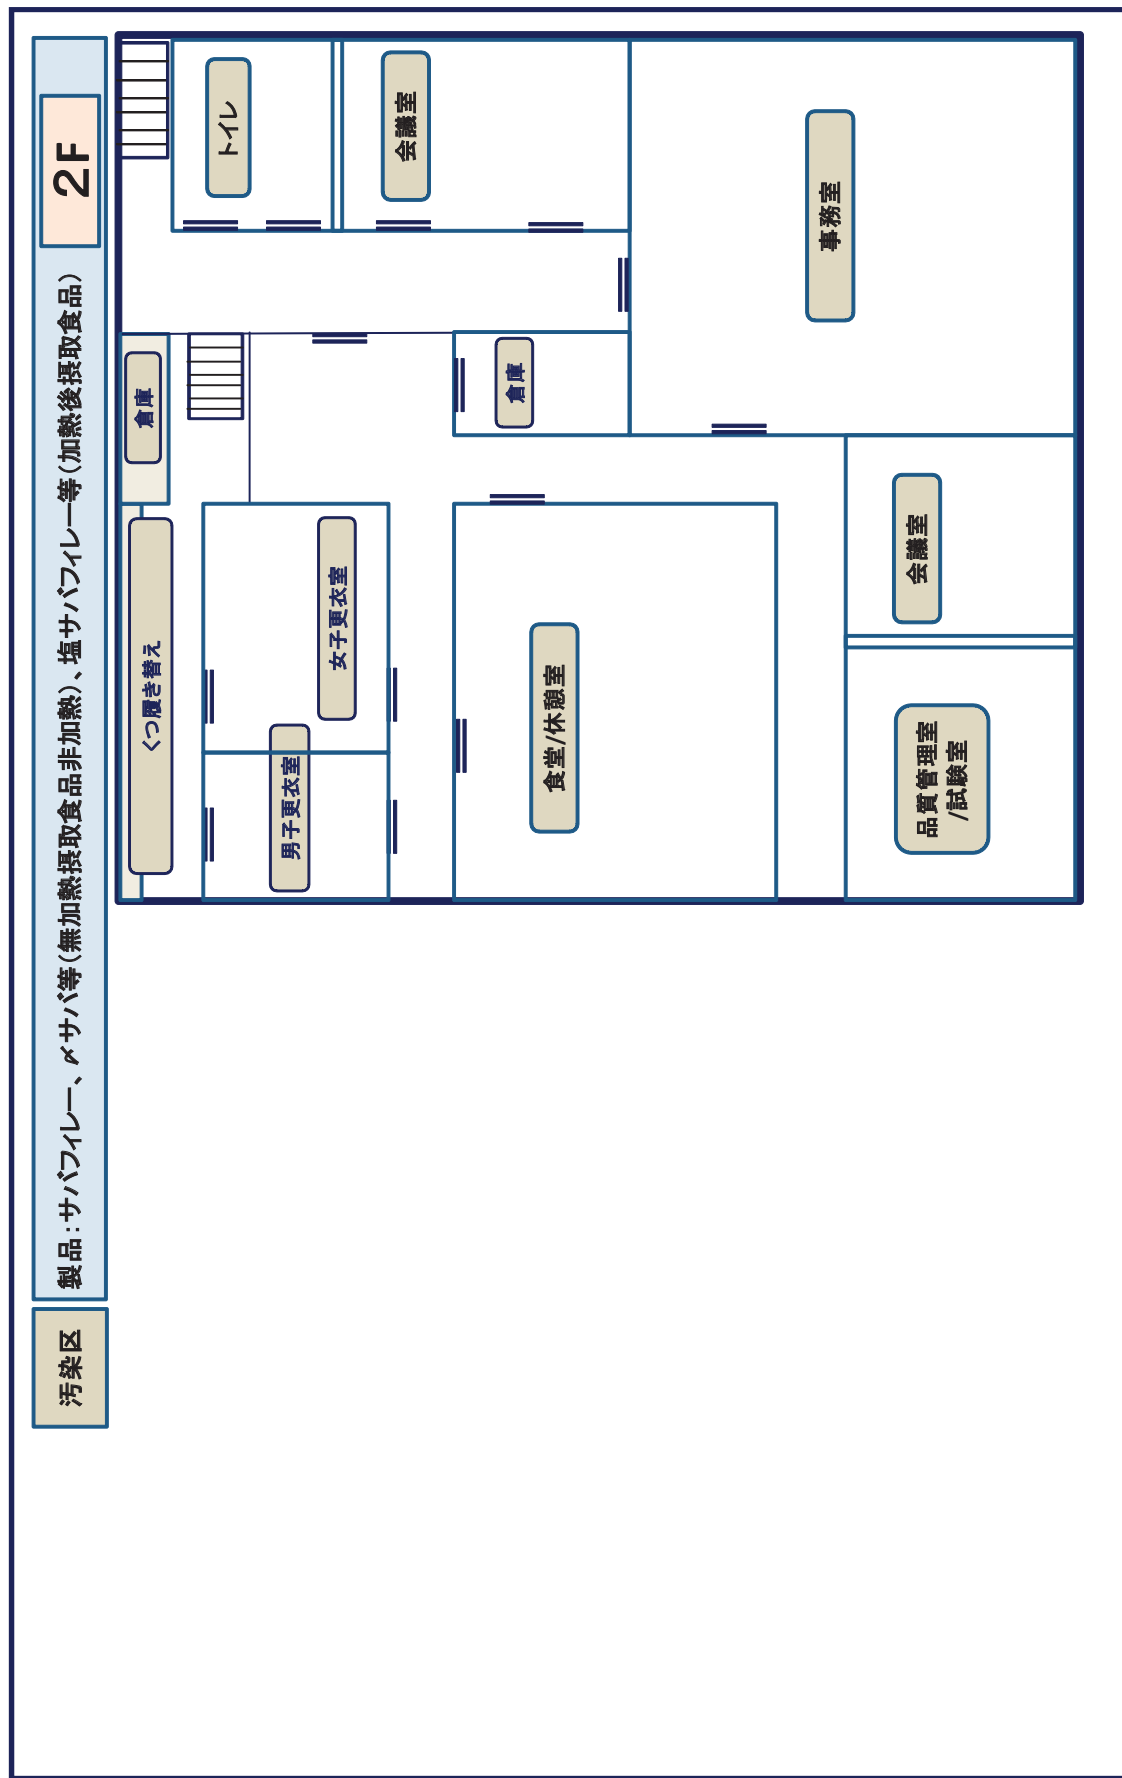 汚染区
製品:サバフィレー、〆サバ等(無加熱摂取食品非加熱)、塩サバフィレー等(加熱後摂取食品)
2F
くつ履き替え
倉庫
トイレ
男子更衣室
女子更衣室
会議室
食堂/休憩室
倉庫
事務室
品質管理室
/試験室
会議室